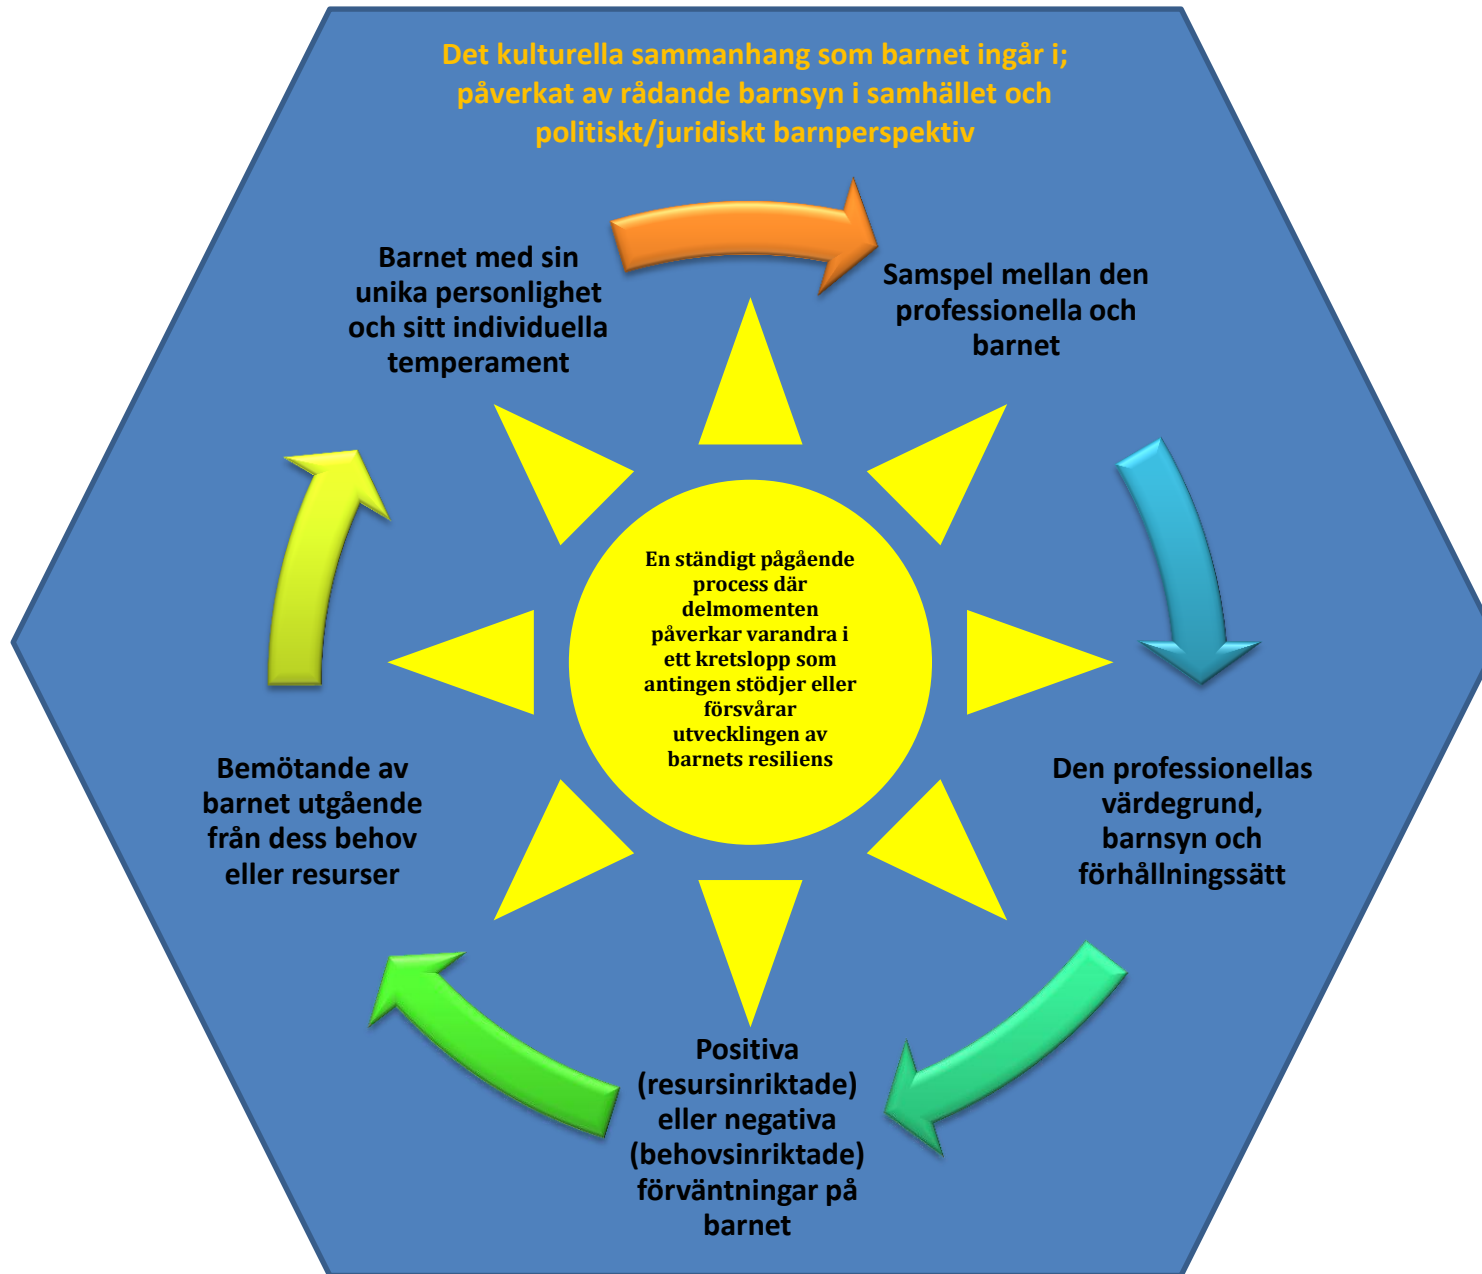 Det kulturella sammanhang som barnet ingår i;
påverkat av rådande barnsyn i samhället och
politiskt/juridiskt barnperspektiv
Barnet med sin
unika personlighet
och sitt individuella
temperament
Samspel mellan den
professionella och
barnet
En ständigt pågående
process där
delmomenten
påverkar varandra i
ett kretslopp som
antingen stödjer eller
försvårar
utvecklingen av
barnets resiliens
Bemötande av
barnet utgående
från dess behov
eller resurser
Den professionellas
värdegrund,
barnsyn och
förhållningssätt
Positiva
(resursinriktade)
eller negativa
(behovsinriktade)
förväntningar på
barnet